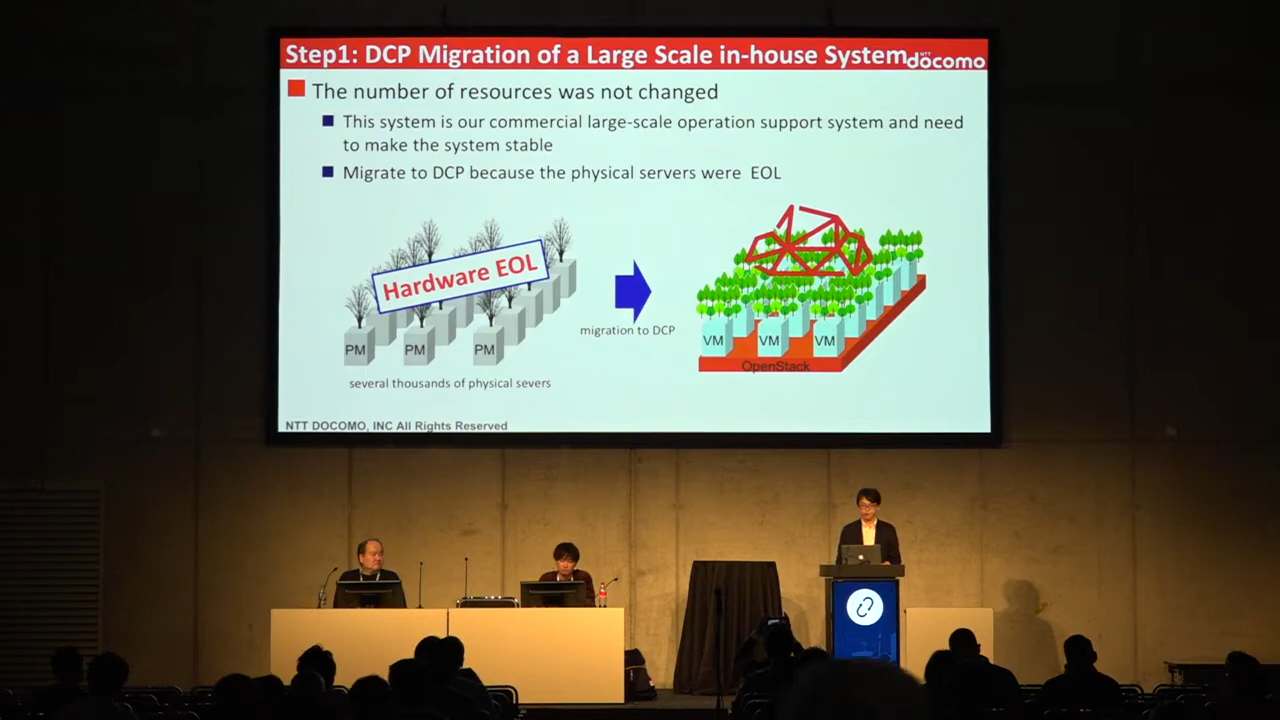 Step1: DCP Migration of a Large Scale in-house System
NTT
döcomo
The number of resources was not changed
This system is our commercial large-scale operation support system and need
to make the system stable
Migrate to DCP because the physical servers were EOL
Hardware EOL
PM PM PM
migration to DCP
VM VM VM
OpenStack
several thousands of physical severs
NTT DOCOMO, INC All Rights Reserved